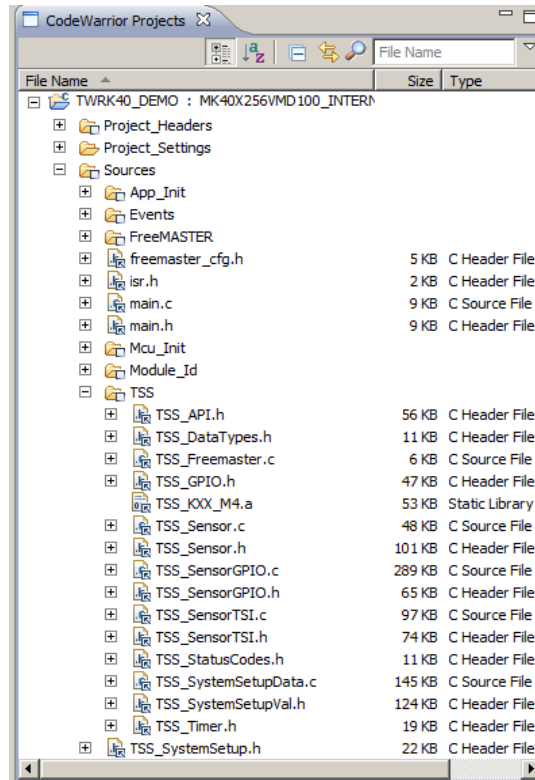 CodeWarrior Projects
File Name
File Name Size Type
TWRK40_DEMO : MK40X256VMD100_INTERN
Project_Headers
Project_Settings
Sources
App_Init
Events
FreeMASTER
freemaster_cfg.h 5 KB C Header File
isr.h 2 KB C Header File
main.c 9 KB C Source File
main.h 9 KB C Header File
Mcu_Init
Module_Id
TSS
TSS_API.h 56 KB C Header File
TSS_DataTypes.h 11 KB C Header File
TSS_Freemaster.c 6 KB C Source File
TSS_GPIO.h 47 KB C Header File
TSS_KXX_M4.a 53 KB Static Library
TSS_Sensor.c 48 KB C Source File
TSS_Sensor.h 101 KB C Header File
TSS_SensorGPIO.c 289 KB C Source File
TSS_SensorGPIO.h 65 KB C Header File
TSS_SensorTSI.c 97 KB C Source File
TSS_SensorTSI.h 74 KB C Header File
TSS_StatusCodes.h 11 KB C Header File
TSS_SystemSetupData.c 145 KB C Source File
TSS_SystemSetupVal.h 124 KB C Header File
TSS_Timer.h 19 KB C Header File
TSS_SystemSetup.h 22 KB C Header File